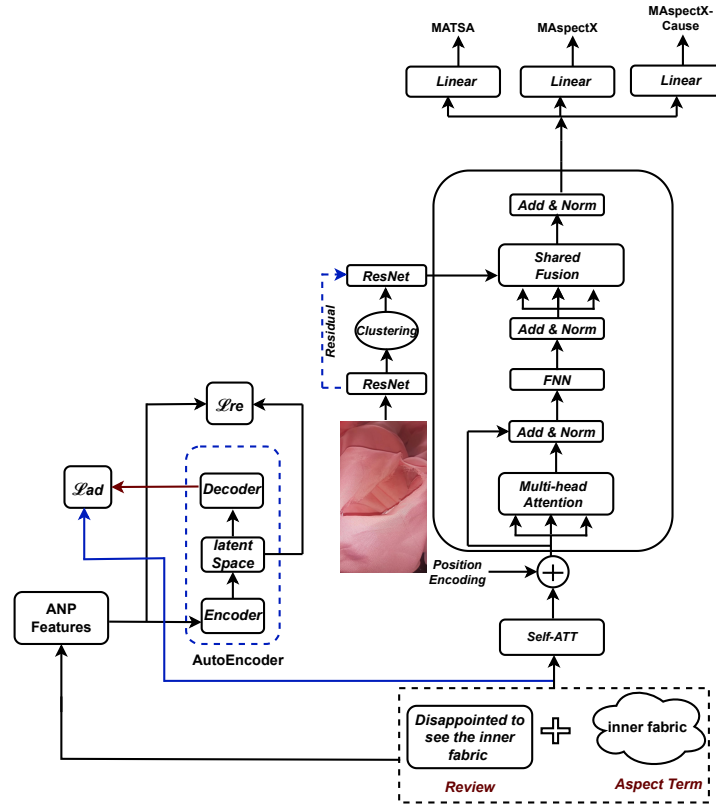 MATSA
MAspectX
MAspectX-
Cause
Linear
Linear
Linear
Add & Norm
Shared
Fusion
ResNet
Residual
Clustering
Add & Norm
ResNet
FNN
ℒre
Add & Norm
ℒad
Decoder
Multi-head
Attention
latent
Space
Position
Encoding
+
ANP
Features
Encoder
Self-ATT
AutoEncoder
Disappointed to
see the inner
fabric
inner fabric
Review
Aspect Term